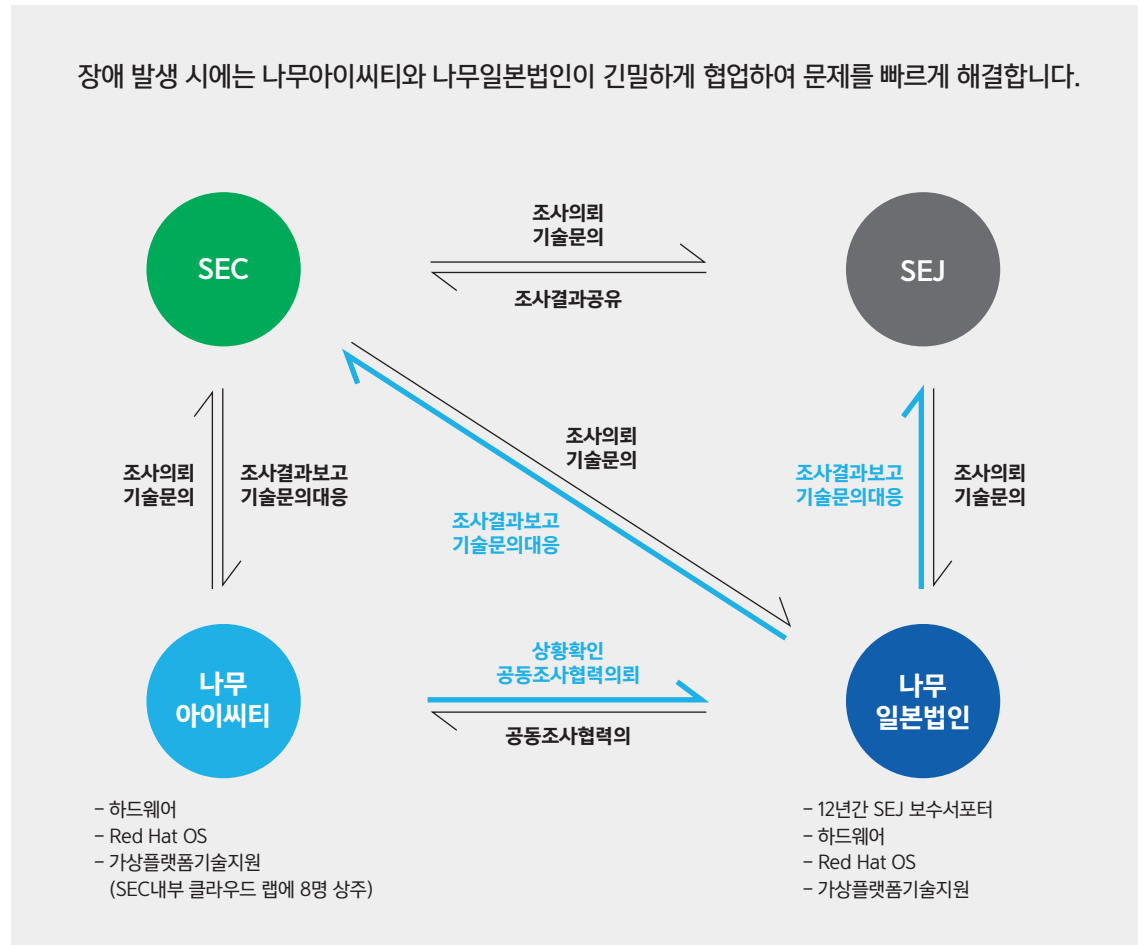 장애 발생 시에는 나무아이씨티와 나무일본법인이 긴밀하게 협업하여 문제를 빠르게 해결합니다.
SEC
조사의뢰
기술문의
조사결과공유
SEJ
조사의뢰
기술문의
조사결과보고
기술문의대응
조사의뢰
기술문의
조사결과보고
기술문의대응
조사결과보고
기술문의대응
조사의뢰
기술문의
나무
아이씨티
상황확인
공동조사협력의뢰
공동조사협력의
나무
일본법인
– 하드웨어
– Red Hat OS
– 가상플랫폼기술지원
(SEC내부 클라우드 랩에 8명 상주)
– 12년간 SEJ 보수서포터
– 하드웨어
– Red Hat OS
– 가상플랫폼기술지원